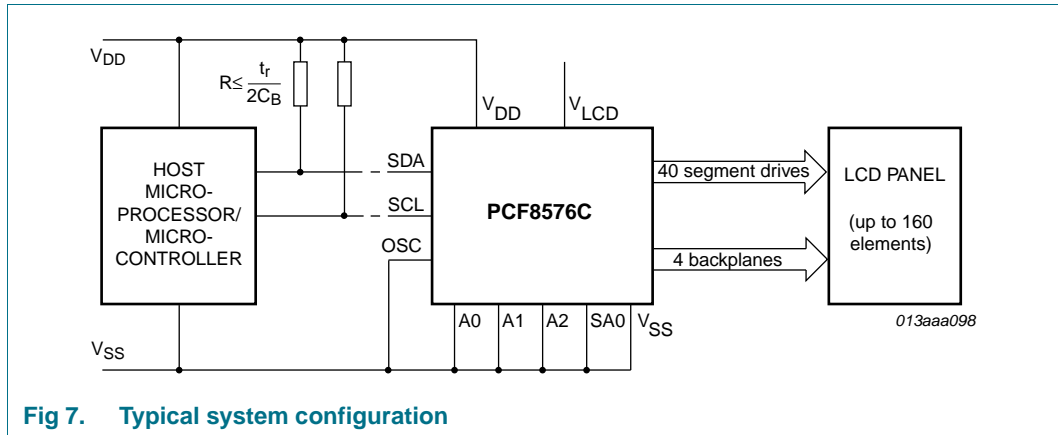 VDD
R≤ tr
2CB
VDD
VLCD
HOST
MICRO-
PROCESSOR/
MICRO-
CONTROLLER
SDA
SCL
OSC
PCF8576C
40 segment drives
4 backplanes
LCD PANEL
(up to 160
elements)
A0 A1 A2 SA0 VSS
013aaa098
VSS
Fig 7. Typical system configuration